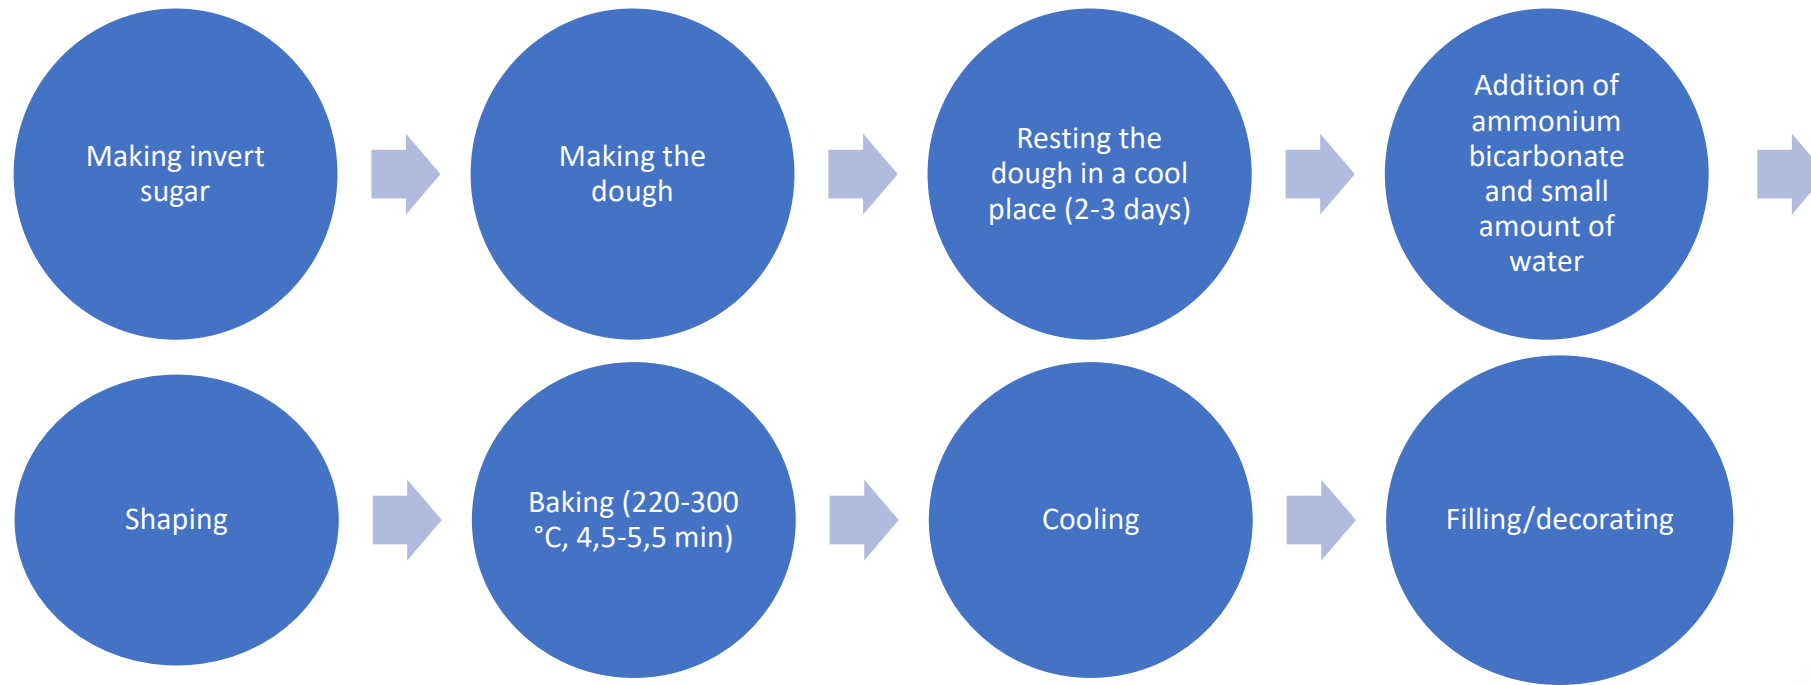 Making invert
sugar
Making the
dough
Resting the
dough in a cool
place (2-3 days)
Addition of
ammonium
bicarbonate
and small
amount of
water
Shaping
Baking (220-300
°C, 4,5-5,5 min)
Cooling
Filling/decorating